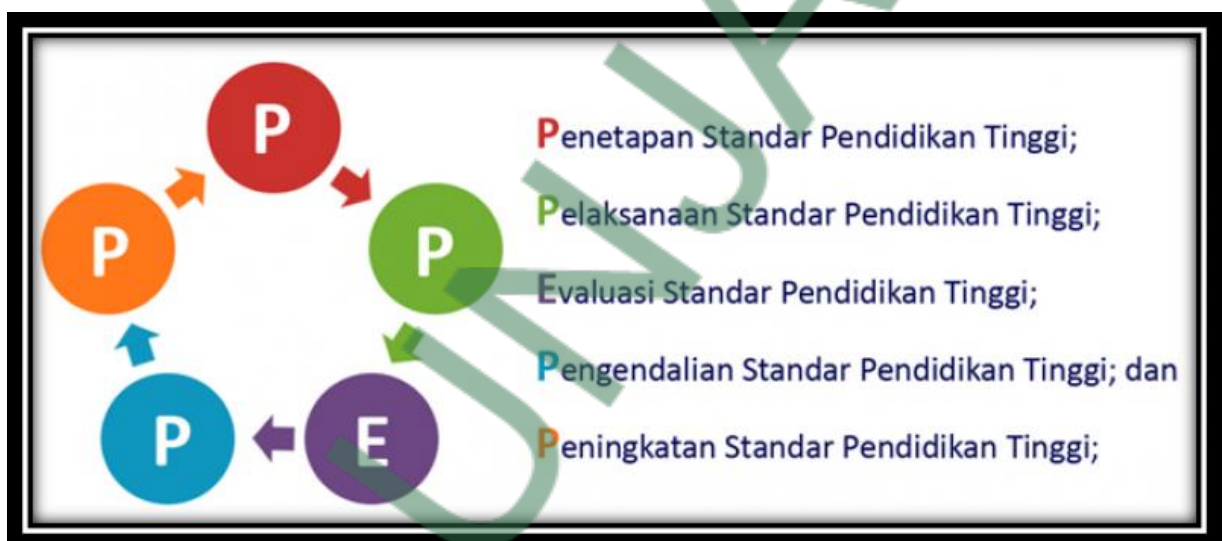 P
P
E
P
P
Penetapan Standar Pendidikan Tinggi;
Pelaksanaan Standar Pendidikan Tinggi;
Evaluasi Standar Pendidikan Tinggi;
Pengendalian Standar Pendidikan Tinggi; dan
Peningkatan Standar Pendidikan Tinggi;
UNJA